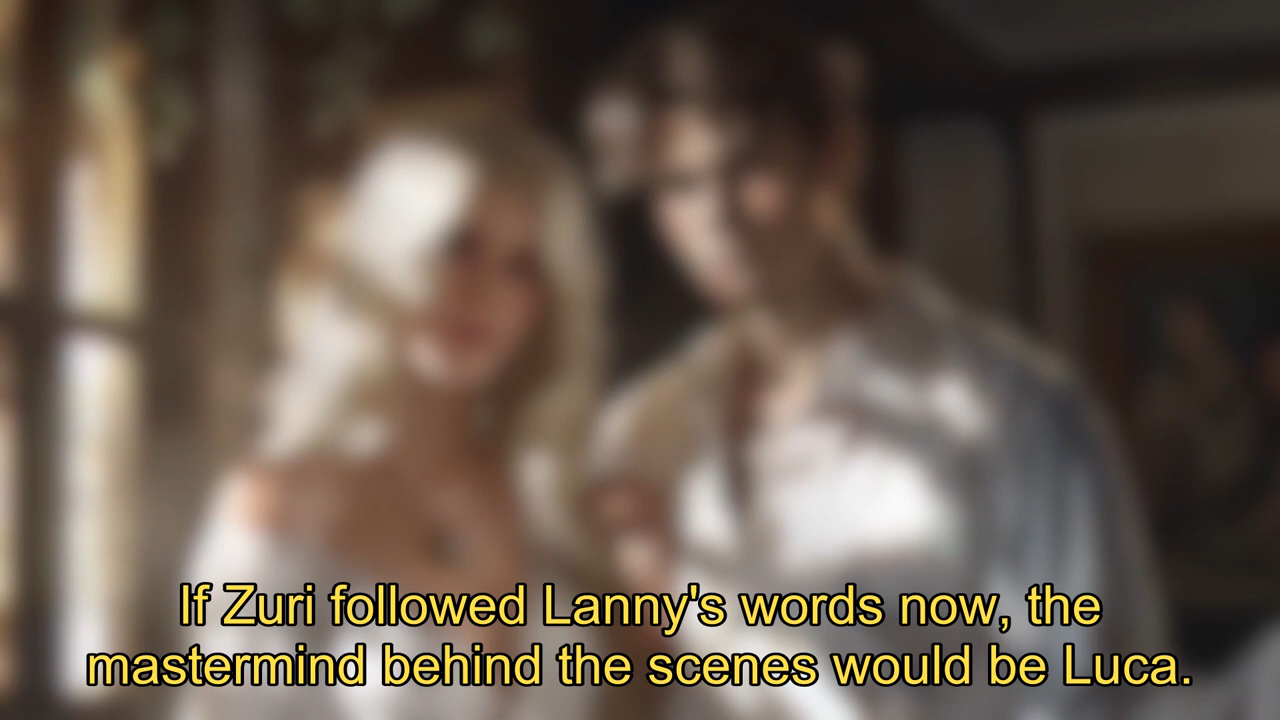 If Zuri followed Lanny's words now, the
mastermind behind the scenes would be Luca.